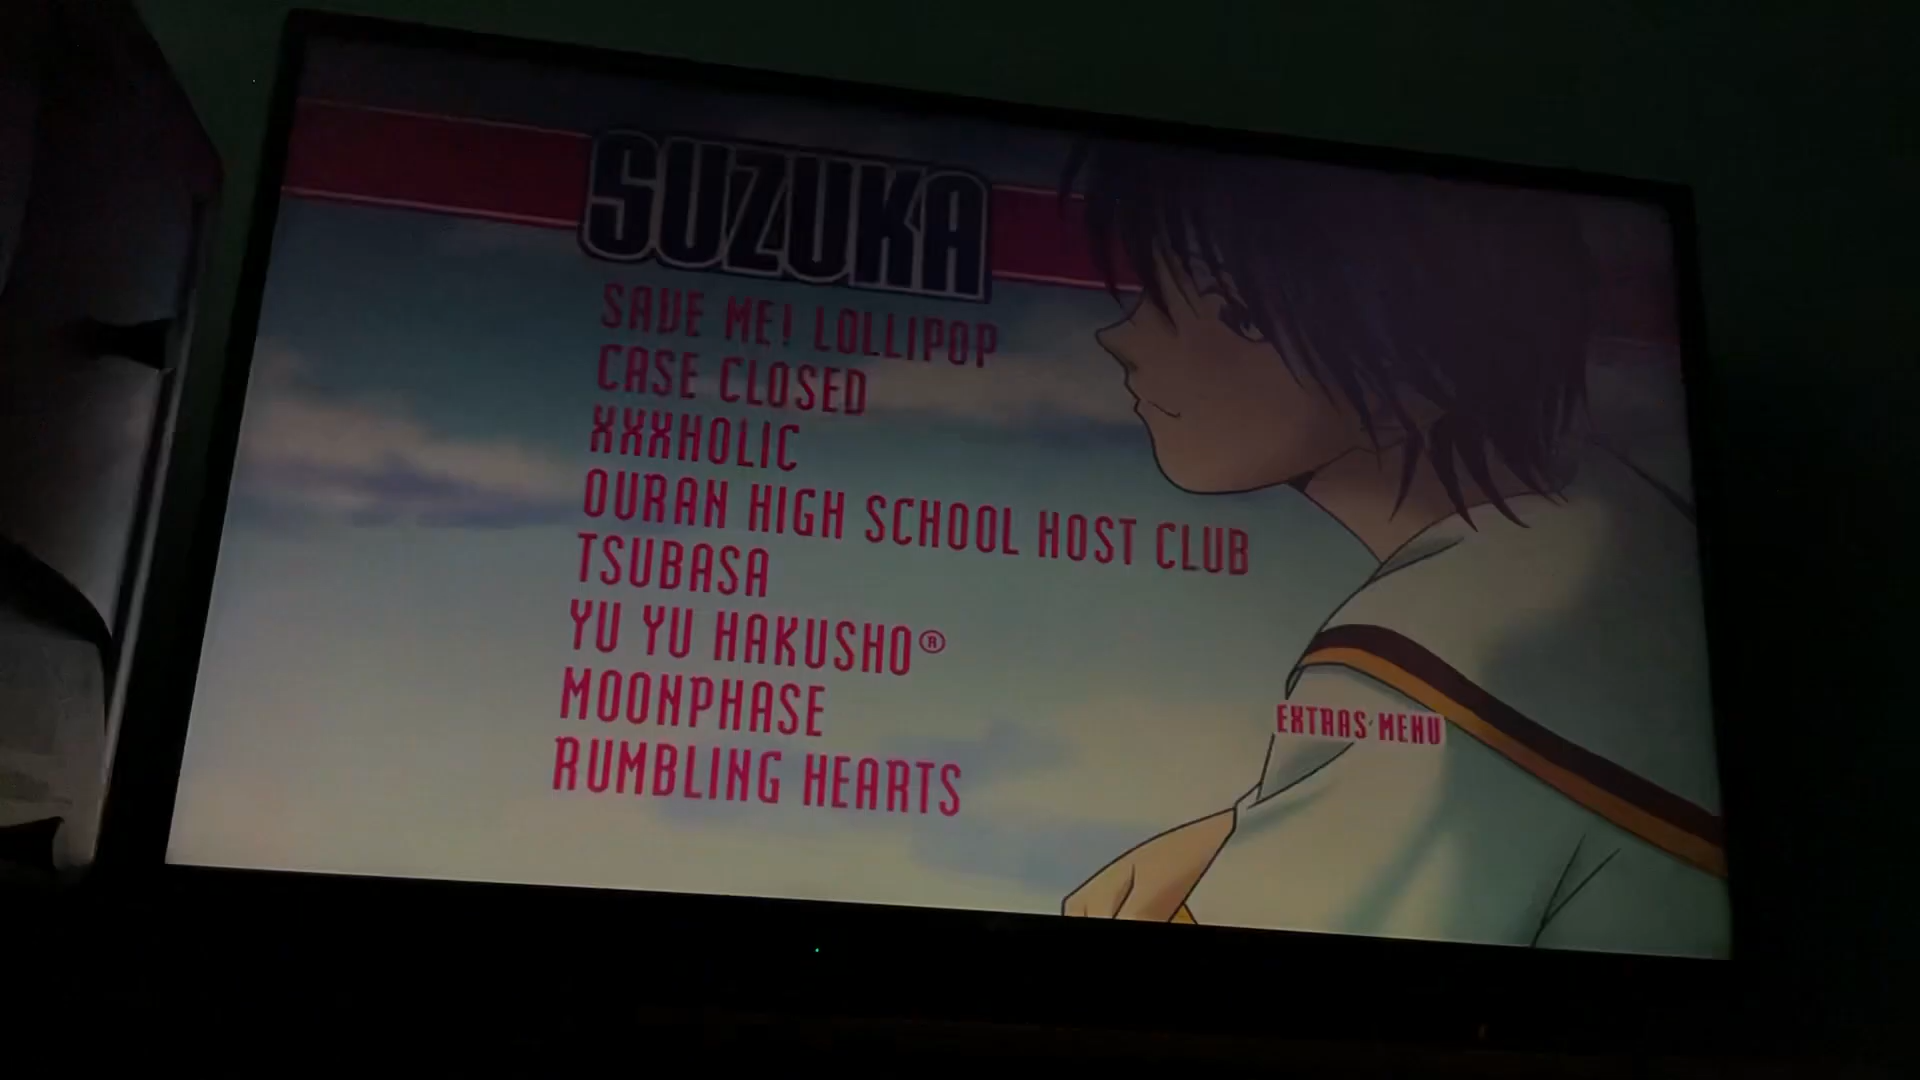 SUZUKA
SAVE ME! LOLLIPOP
CASE CLOSED
XXXHOLIC
OURAN HIGH SCHOOL HOST CLUB
TSUBASA
YU YU HAKUSHO®
MOONPHASE
RUMBLING HEARTS
EXTRAS MENU